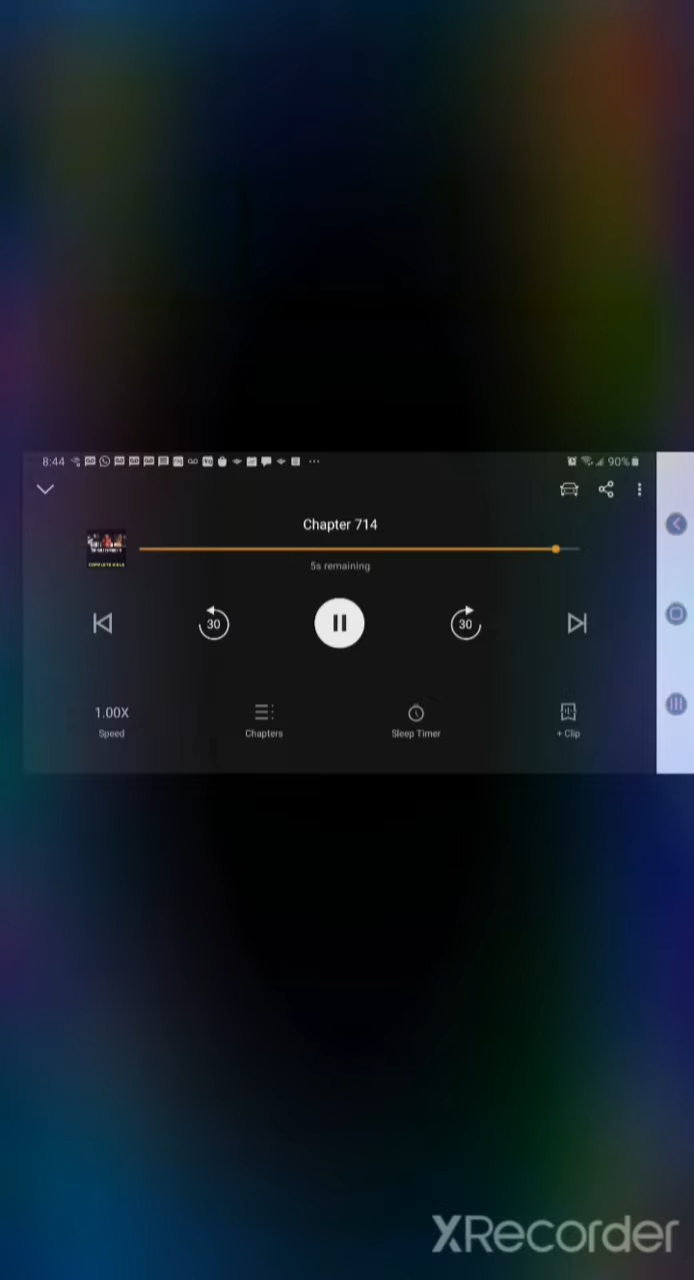 8:44
90%
Chapter 714
5s remaining
30
30
1.00X
Speed
Chapters
Sleep Timer
+ Clip
XRecorder